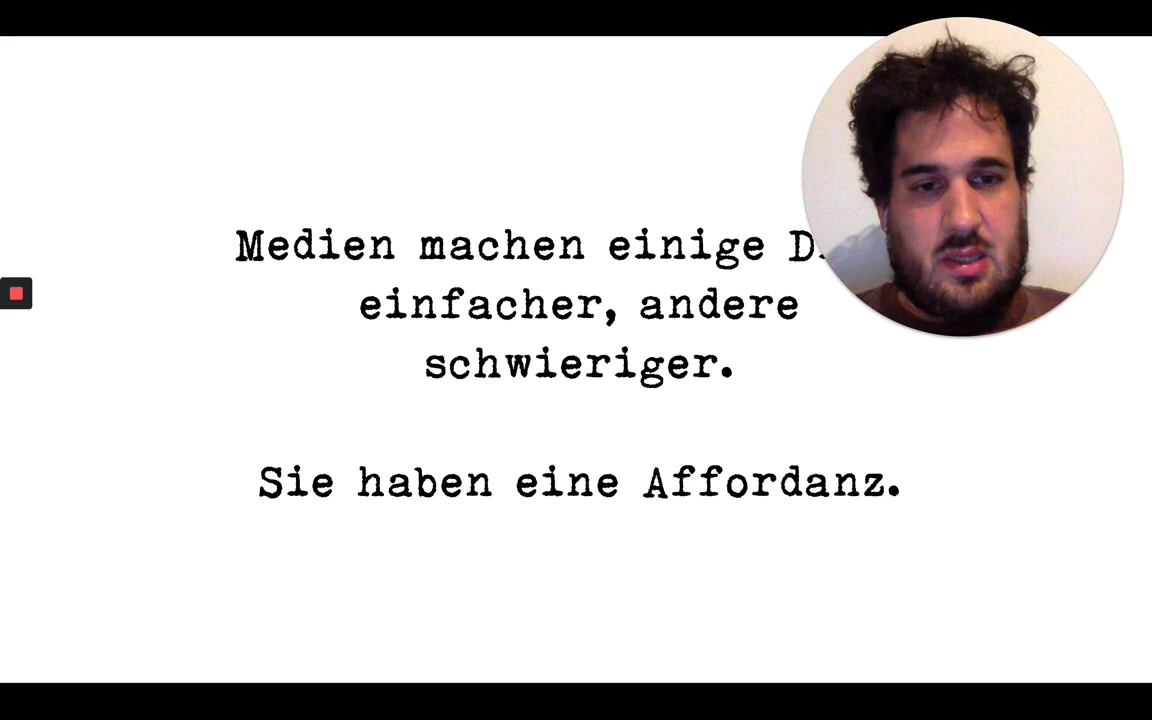 Medien machen einige
einfacher, andere
schwieriger.
Sie haben eine Affordanz.